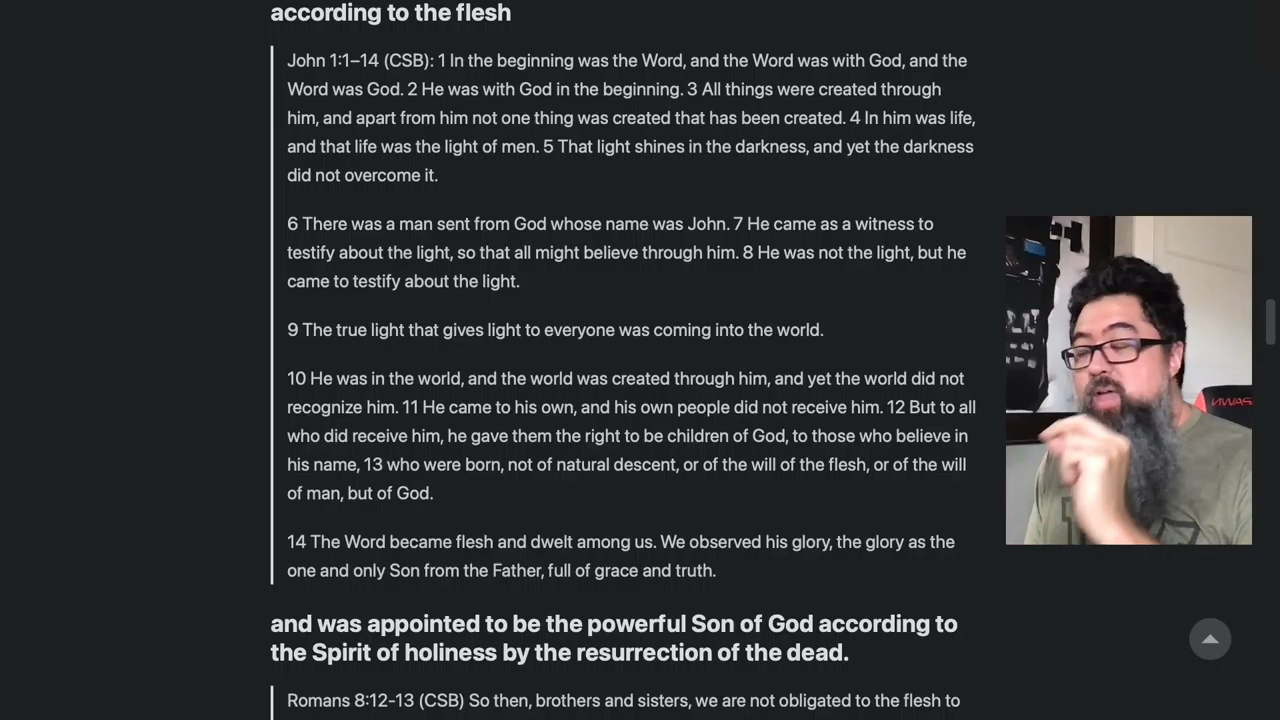 according to the flesh
John 1:1–14 (CSB): 1 In the beginning was the Word, and the Word was with God, and the
Word was God. 2 He was with God in the beginning. 3 All things were created through
him, and apart from him not one thing was created that has been created. 4 In him was life,
and that life was the light of men. 5 That light shines in the darkness, and yet the darkness
did not overcome it.
6 There was a man sent from God whose name was John. 7 He came as a witness to
testify about the light, so that all might believe through him. 8 He was not the light, but he
came to testify about the light.
9 The true light that gives light to everyone was coming into the world.
10 He was in the world, and the world was created through him, and yet the world did not
recognize him. 11 He came to his own, and his own people did not receive him. 12 But to all
who did receive him, he gave them the right to be children of God, to those who believe in
his name, 13 who were born, not of natural descent, or of the will of the flesh, or of the will
of man, but of God.
14 The Word became flesh and dwelt among us. We observed his glory, the glory as the
one and only Son from the Father, full of grace and truth.
and was appointed to be the powerful Son of God according to
the Spirit of holiness by the resurrection of the dead.
Romans 8:12-13 (CSB) So then, brothers and sisters, we are not obligated to the flesh to